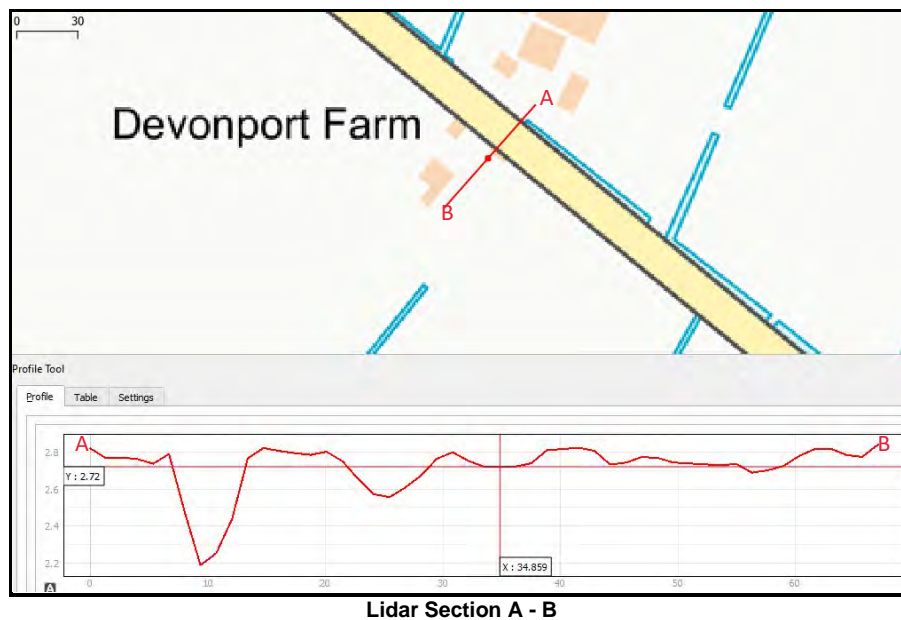 0 30
A
Devonport Farm
B
Profile Tool
Profile Table Settings
A B
2.8
Y : 2.72
2.6
2.4
2.2
X : 34.859
A 0 10 20 30 40 50 60
Lidar Section A - B